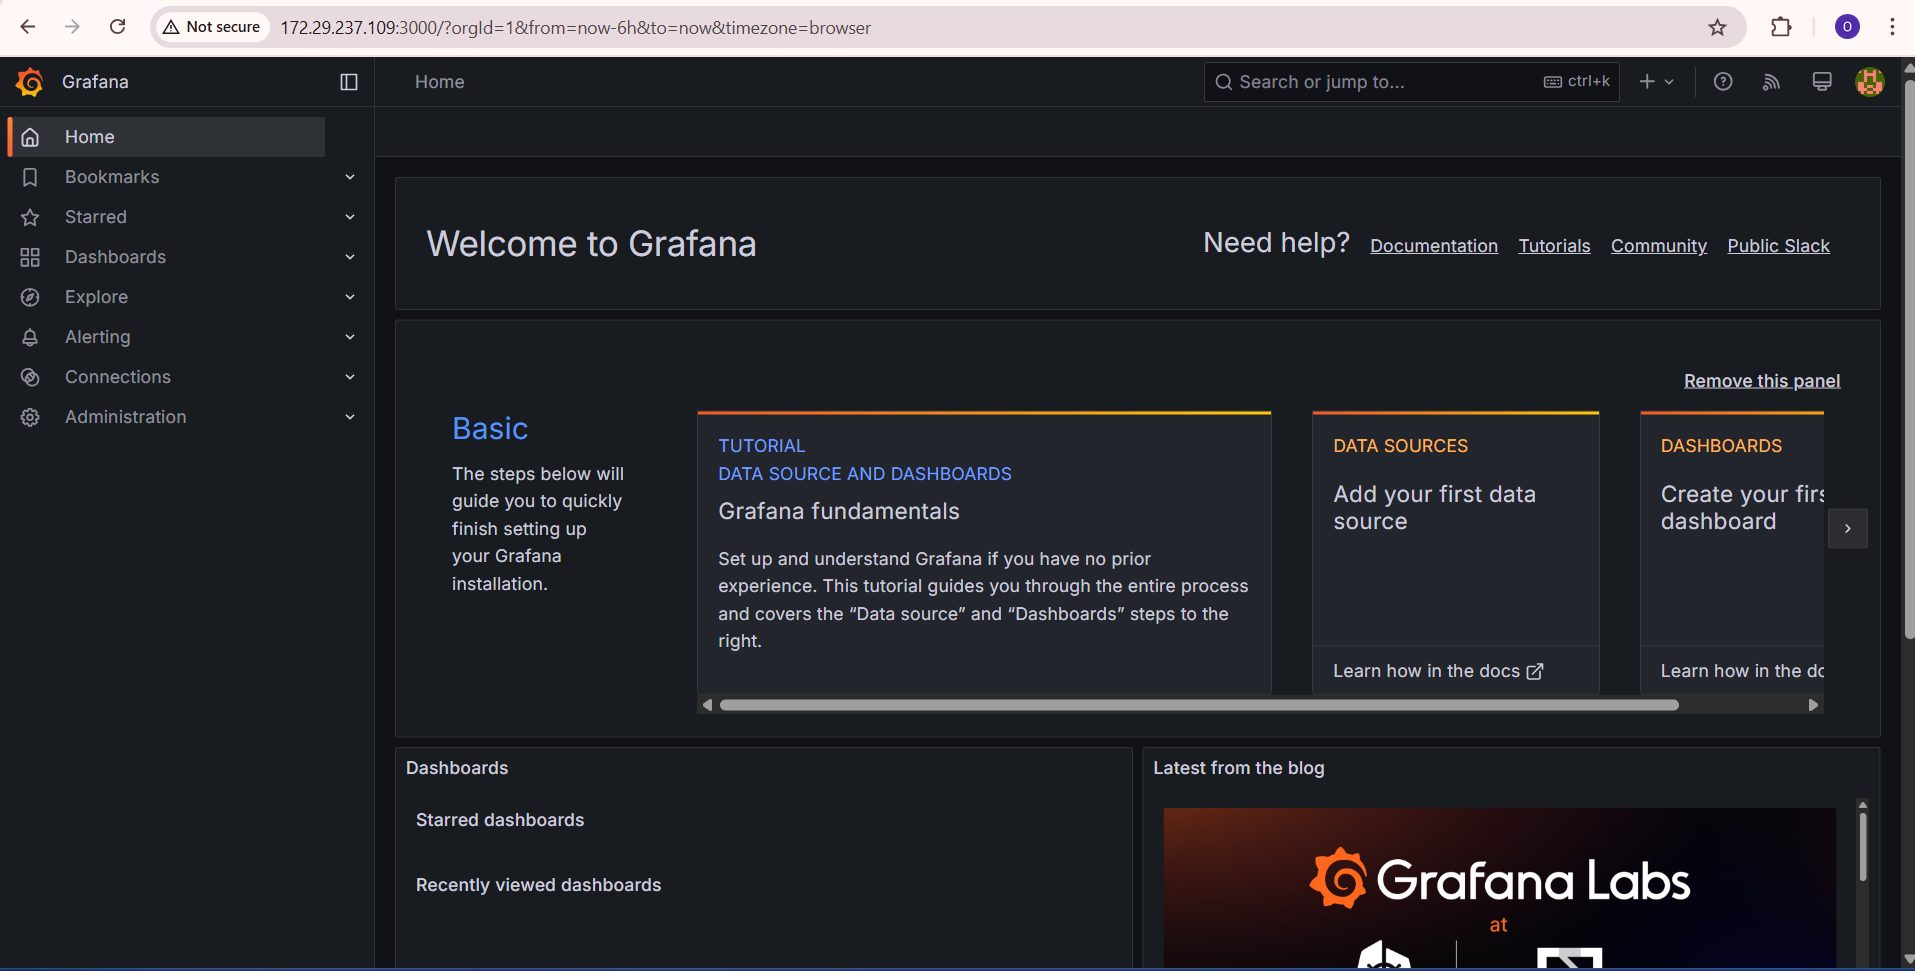 Not secure
172.29.237.109:3000/?orgId=1&from=now-6h&to=now&timezone=browser
O
Grafana
Home
Search or jump to...
ctrl+k
Home
Bookmarks
Starred
Dashboards
Explore
Alerting
Connections
Administration
Welcome to Grafana
Need help?
Documentation
Tutorials
Community
Public Slack
Remove this panel
Basic
The steps below will
guide you to quickly
finish setting up
your Grafana
installation.
TUTORIAL
DATA SOURCE AND DASHBOARDS
Grafana fundamentals
Set up and understand Grafana if you have no prior
experience. This tutorial guides you through the entire process
and covers the “Data source” and “Dashboards” steps to the
right.
DATA SOURCES
Add your first data
source
Learn how in the docs
DASHBOARDS
Create your
dashboard
Learn how in the
Dashboards
Starred dashboards
Recently viewed dashboards
Latest from the blog
Grafana Labs
at